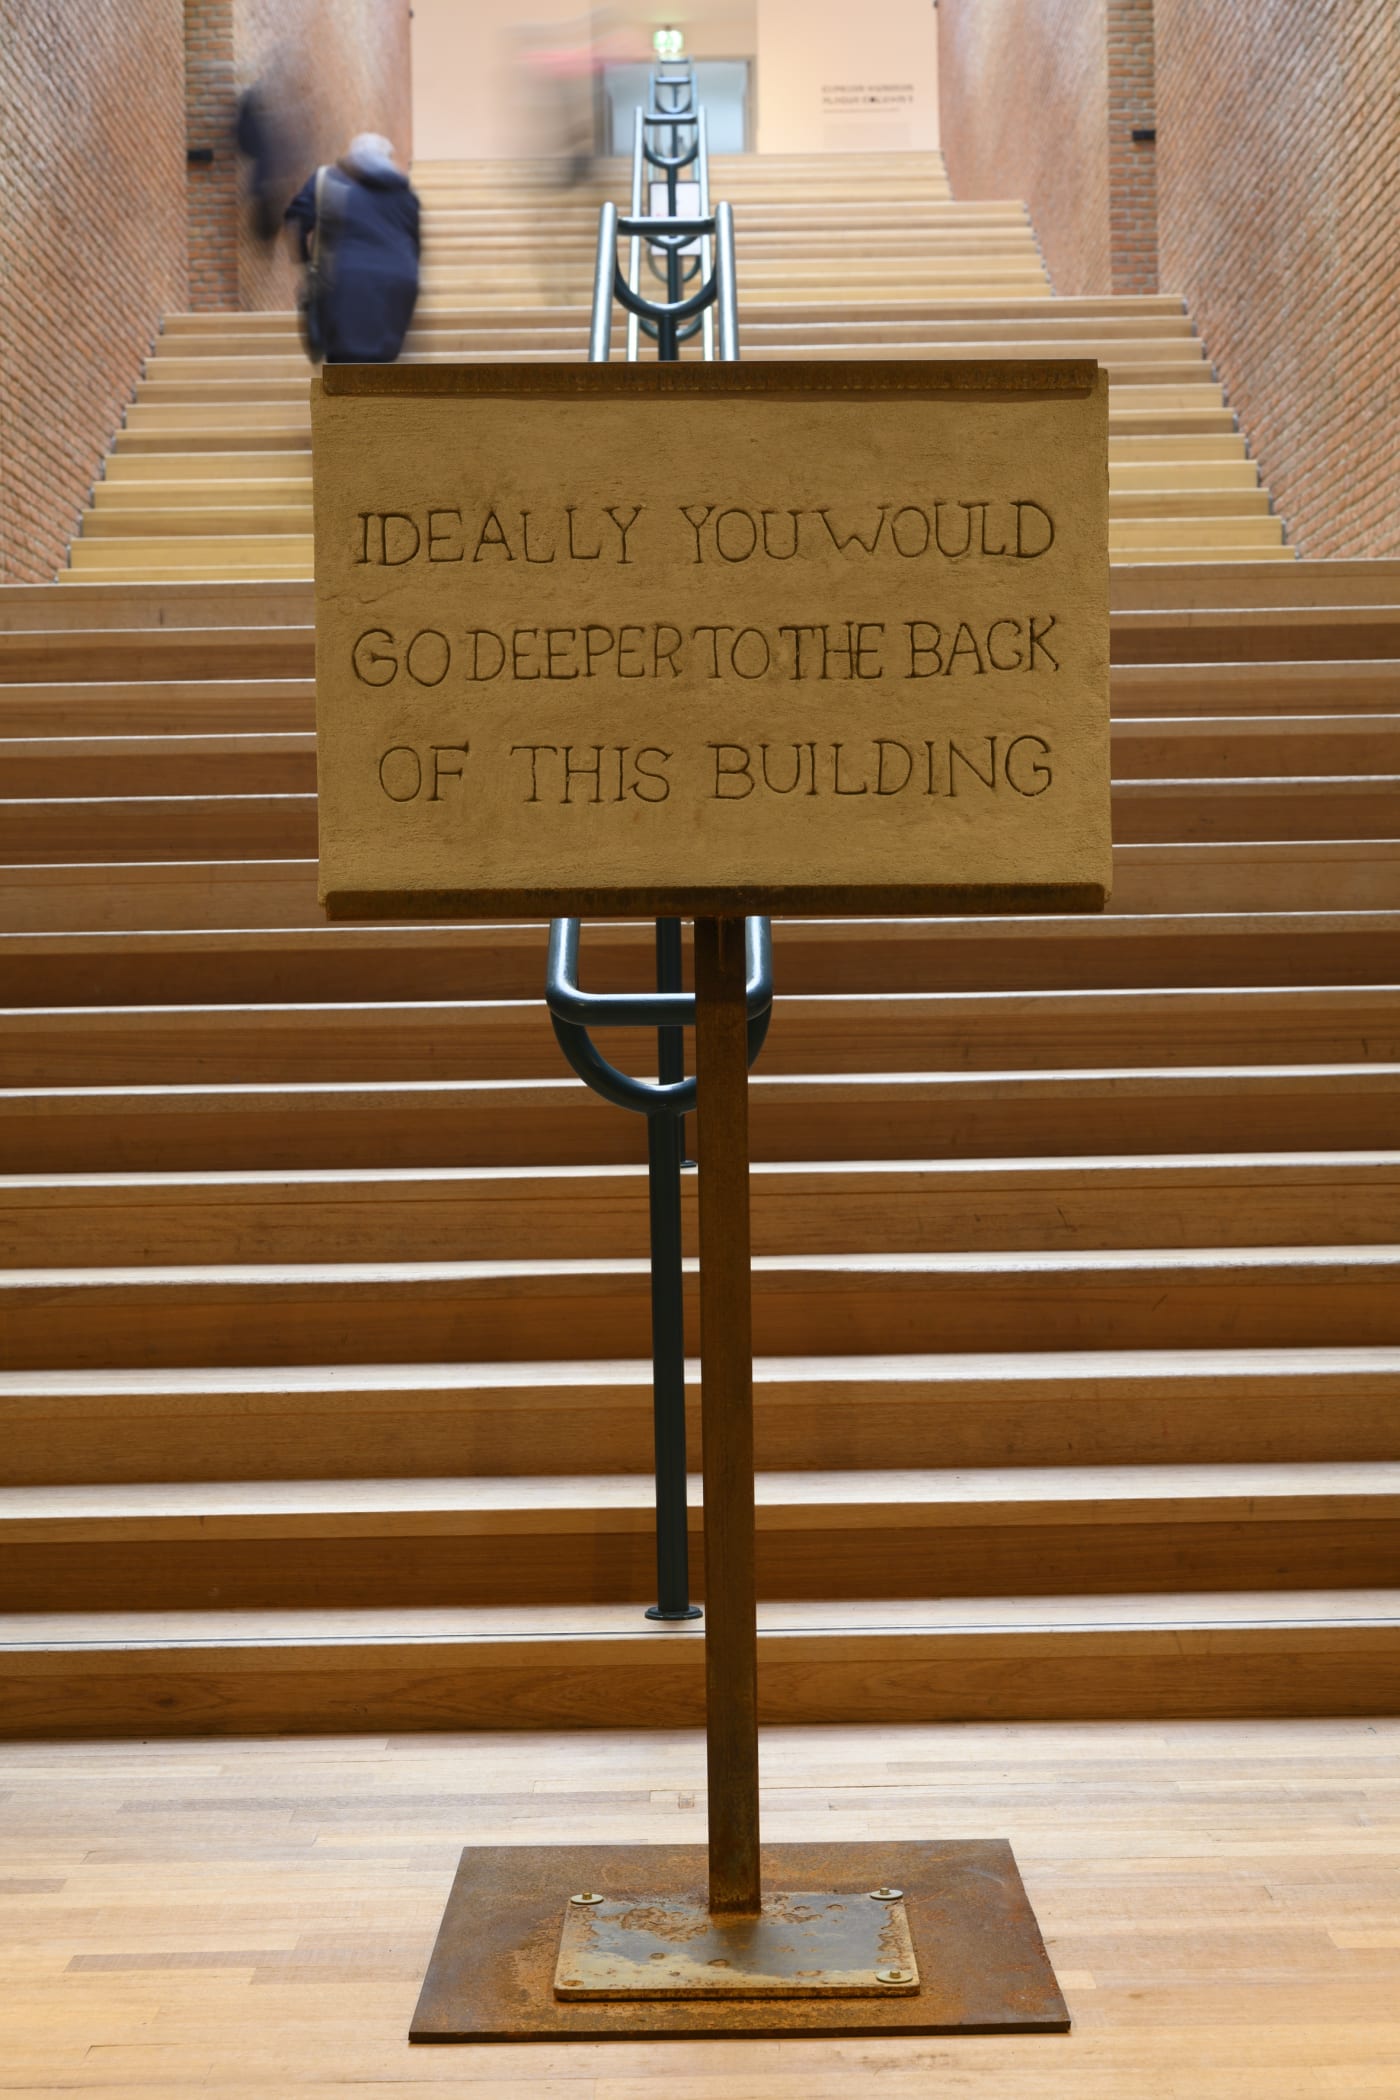 IDEALLY YOU WOULD
GO DEEPER TO THE BACK
OF THIS BUILDING